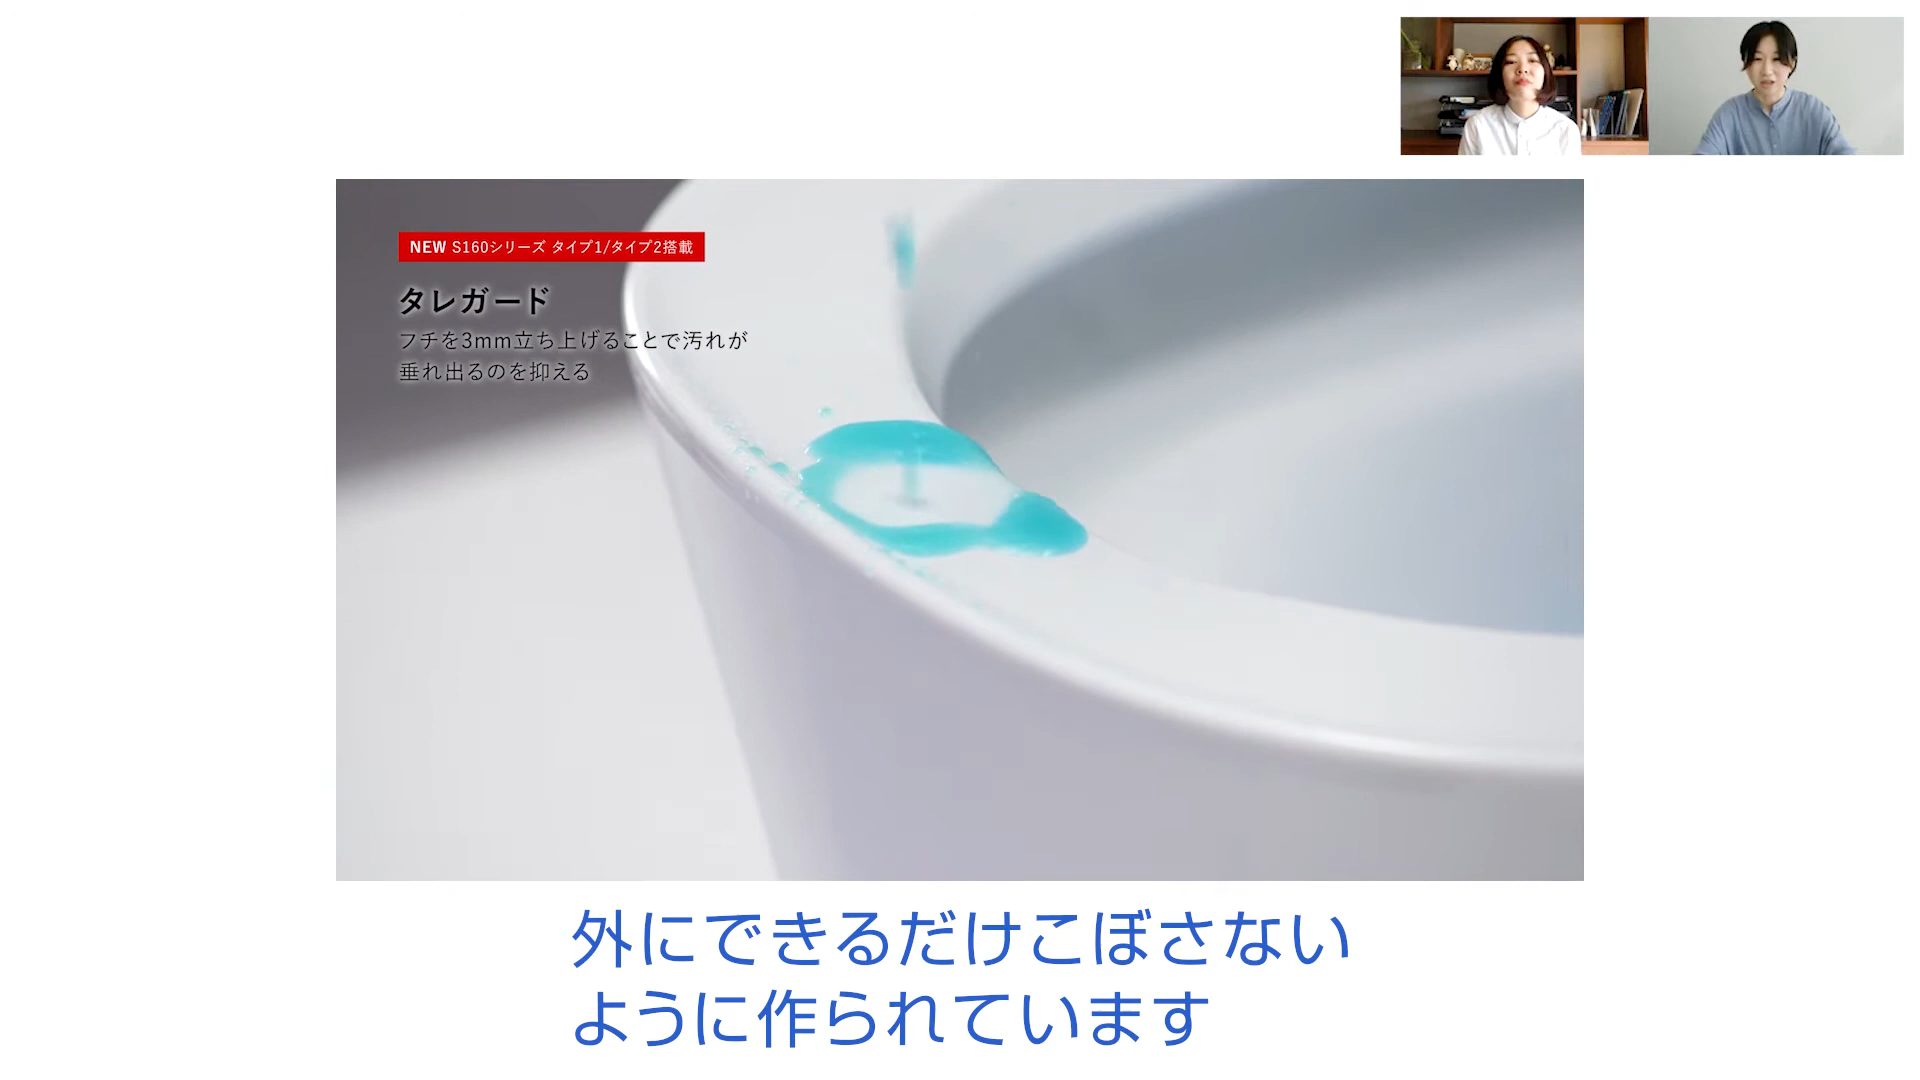 NEW S160シリーズ タイプ1/タイプ2搭載
タレガード
フチを3mm立ち上げることで汚れが
垂れ出るのを抑える
外にできるだけこぼさない
ように作られています